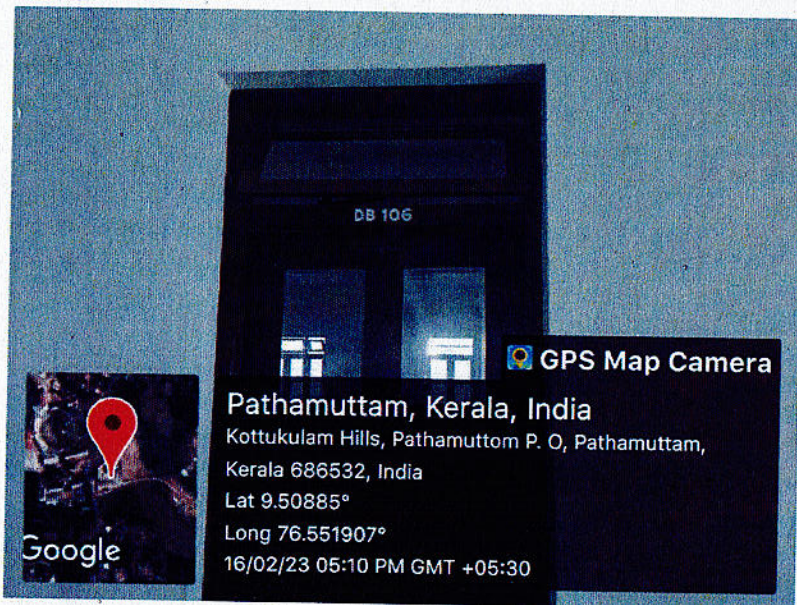 DB 106
GPS Map Camera
Pathamuttam, Kerala, India
Kottukulam Hills, Pathamuttom P. O, Pathamuttam,
Kerala 686532, India
Lat 9.50885°
Long 76.551907°
16/02/23 05:10 PM GMT +05:30
Google